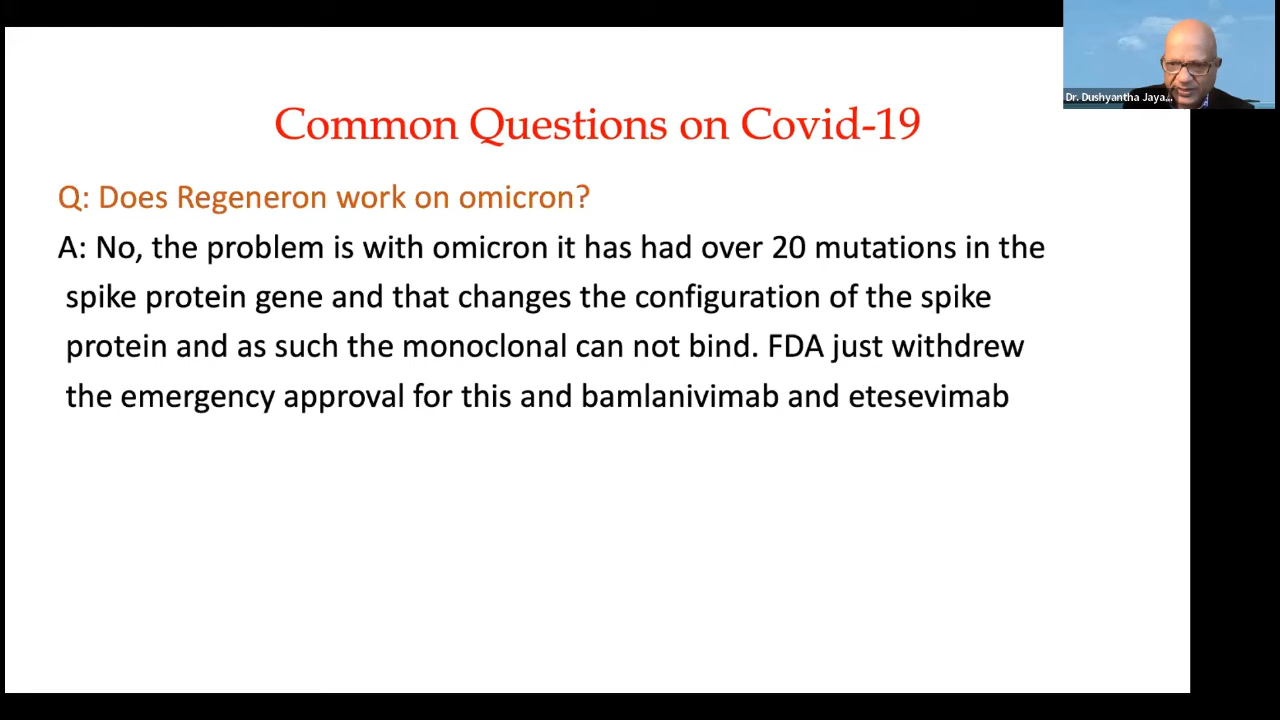 Dr. Dushyantha Jaya...
Common Questions on Covid-19
Q: Does Regeneron work on omicron?
A: No, the problem is with omicron it has had over 20 mutations in the
spike protein gene and that changes the configuration of the spike
protein and as such the monoclonal can not bind. FDA just withdrew
the emergency approval for this and bamlanivimab and etesevimab